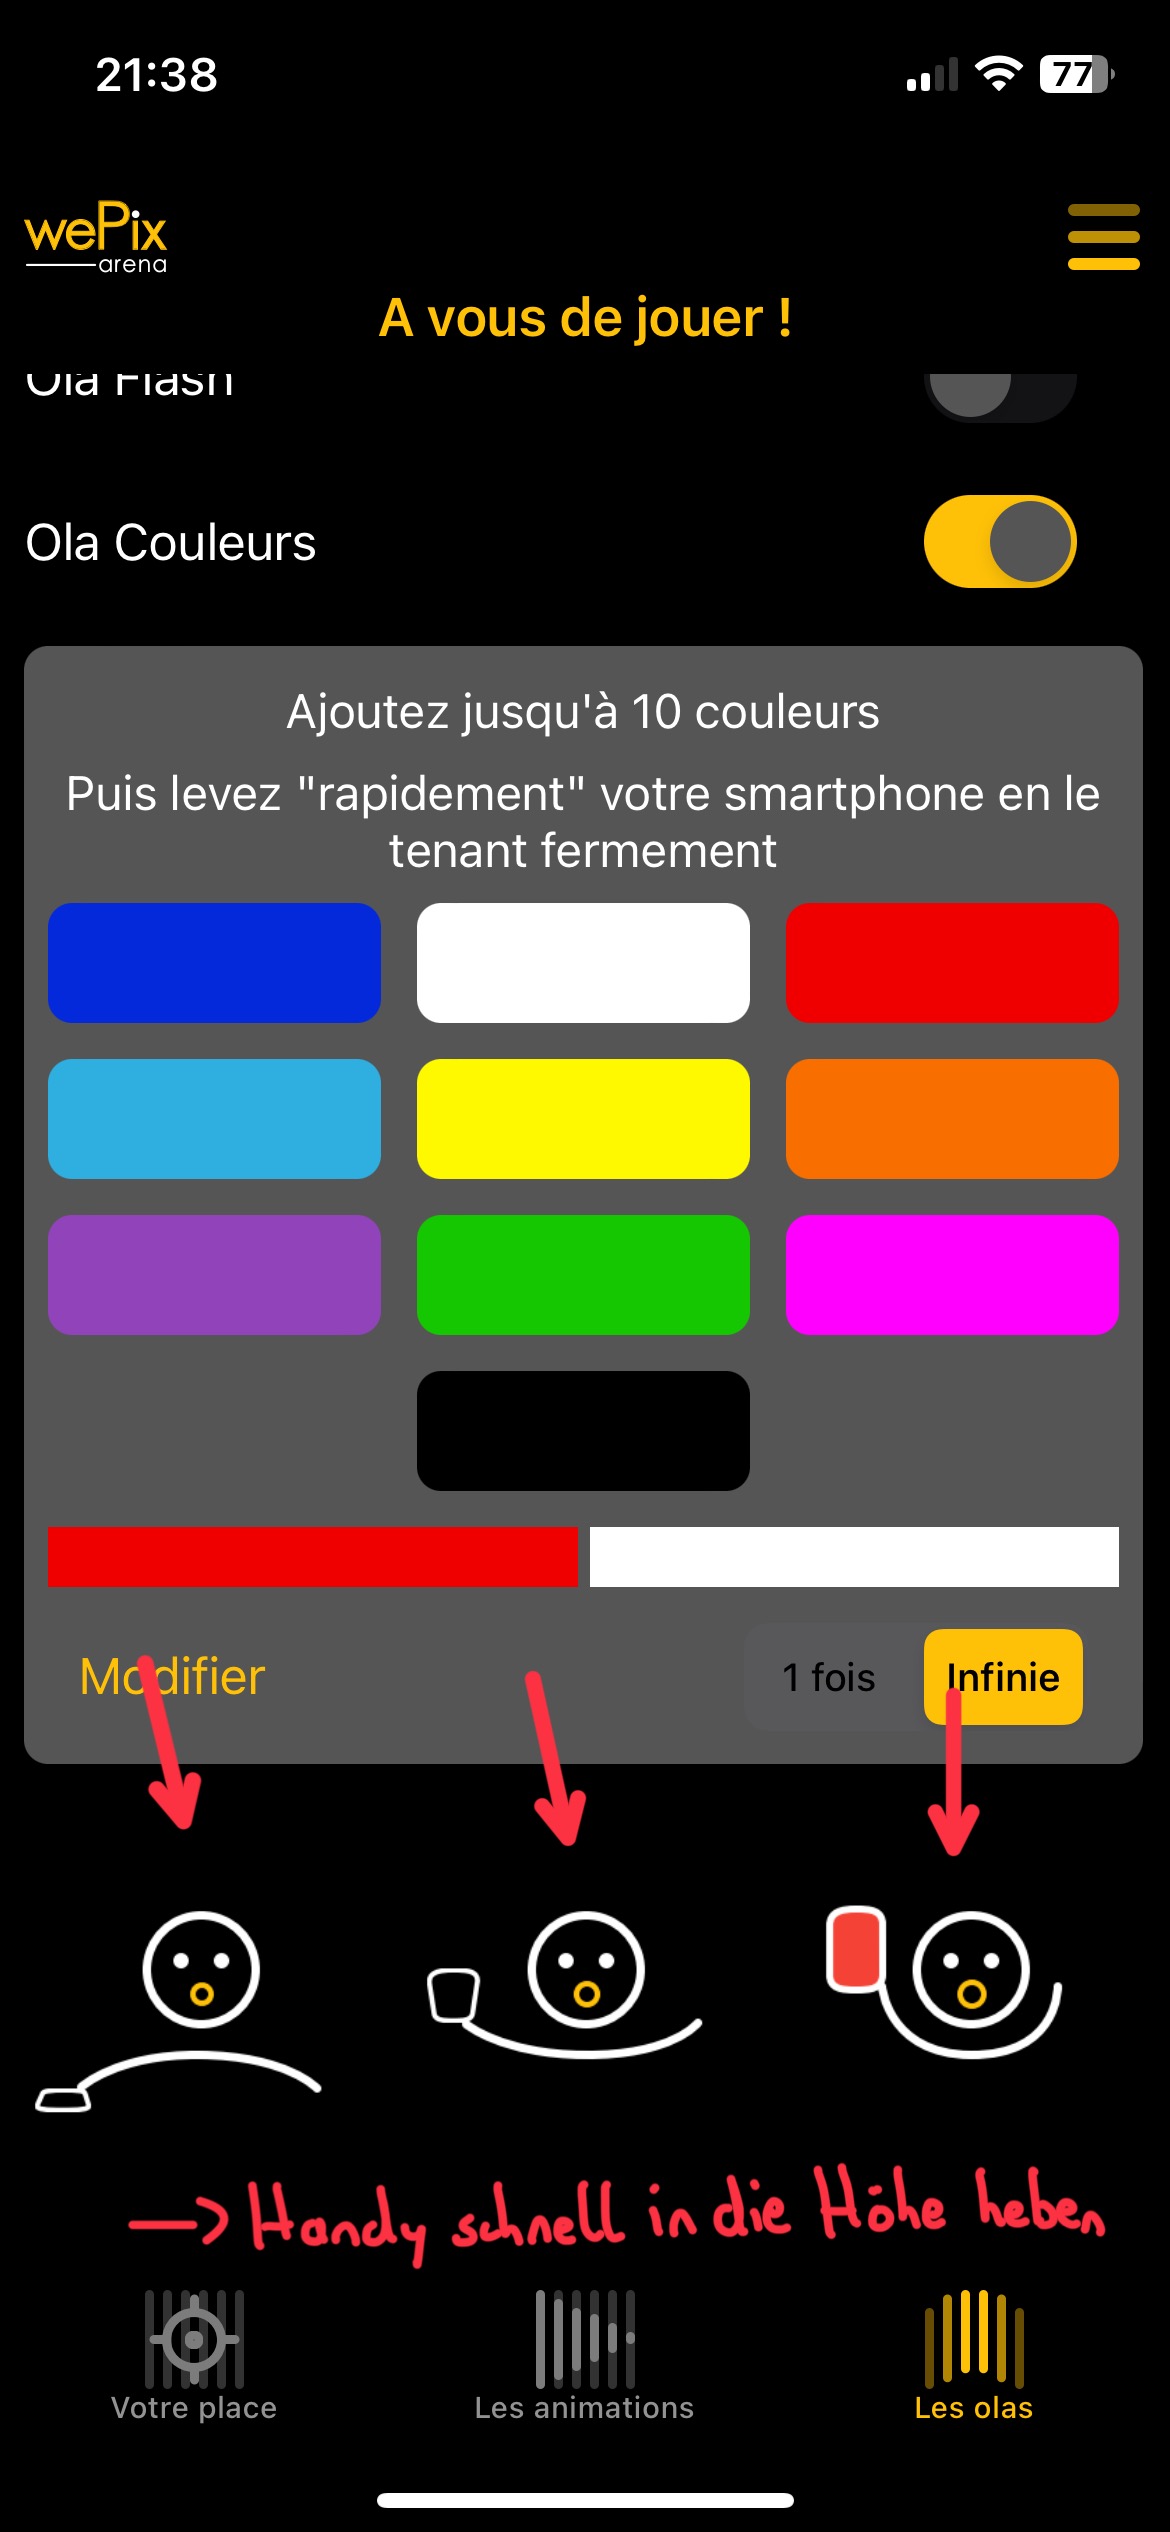 21:38
77
wePix
arena
A vous de jouer !
Ola Flash
Ola Couleurs
Ajoutez jusqu'à 10 couleurs
Puis levez "rapidement" votre smartphone en le
tenant fermement
Modifier
1 fois
Infinie
—> Handy schnell in die Höhe heben
Votre place
Les animations
Les olas